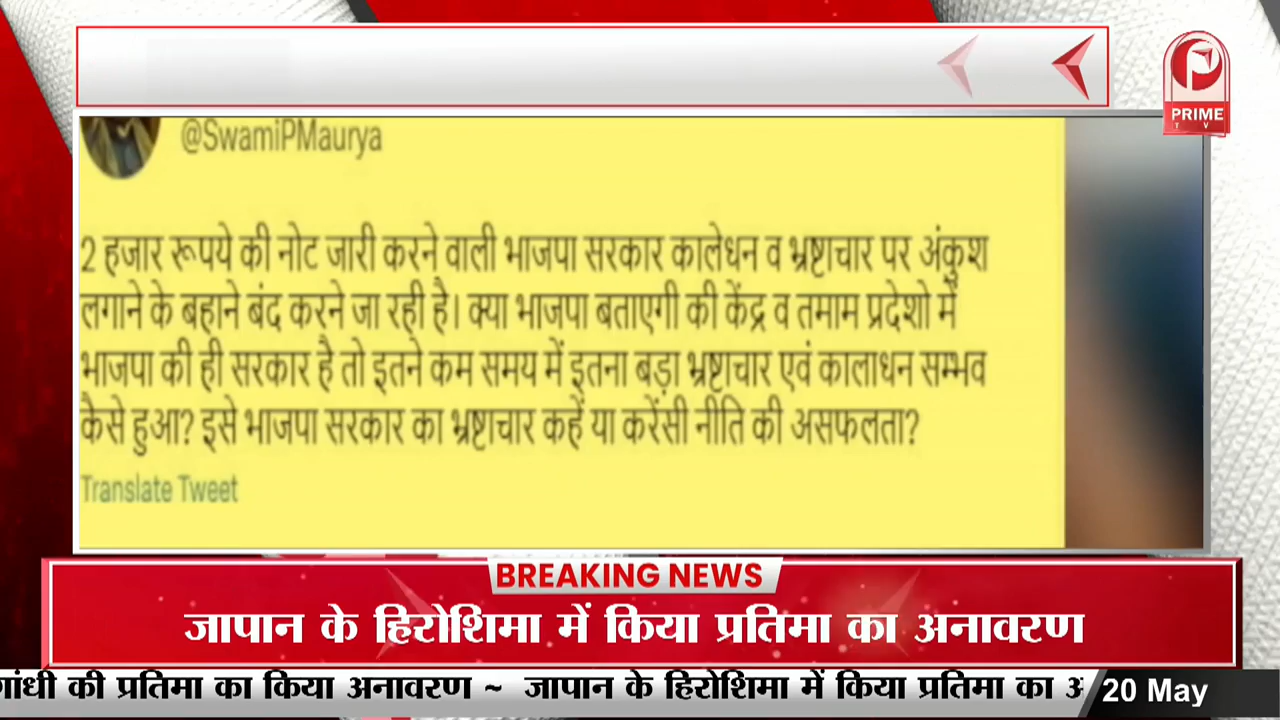 PRIME
TV
@SwamiPMaurya
2 हजार रूपये की नोट जारी करने वाली भाजपा सरकार कालेधन व भ्रष्टाचार पर अंकुश
लगाने के बहाने बंद करने जा रही है। क्या भाजपा बताएगी की केंद्र व तमाम प्रदेशो में
भाजपा की ही सरकार है तो इतने कम समय में इतना बड़ा भ्रष्टाचार एवं कालाधन सम्भव
कैसे हुआ? इसे भाजपा सरकार का भ्रष्टाचार कहें या करेंसी नीति की असफलता?
Translate Tweet
BREAKING NEWS
जापान के हिरोशिमा में किया प्रतिमा का अनावरण
गांधी की प्रतिमा का किया अनावरण ~ जापान के हिरोशिमा में किया प्रतिमा का
20 May